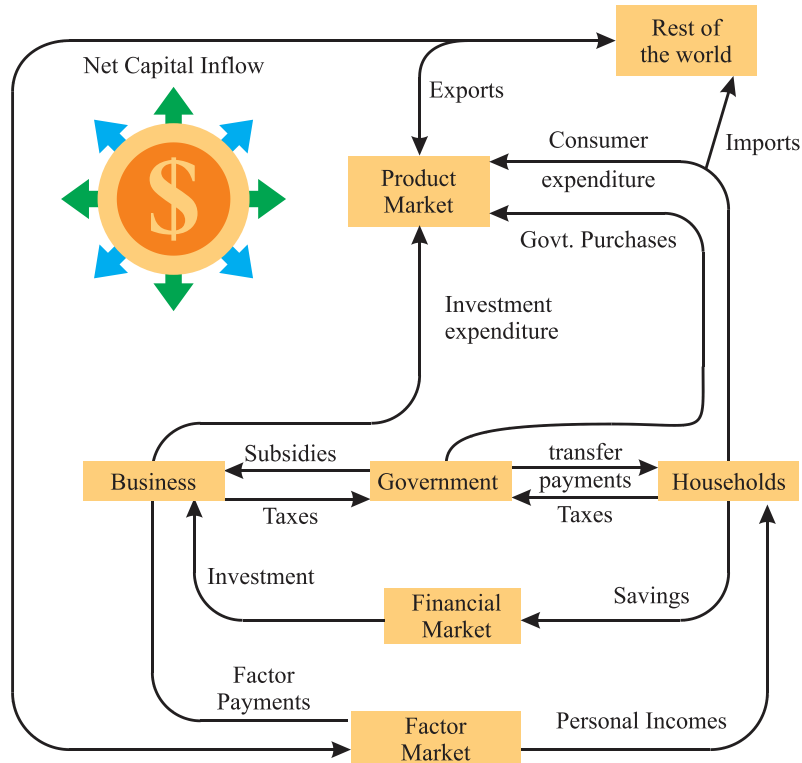 Rest of
the world
Net Capital Inflow
$
Exports
Consumer
expenditure
Imports
Product
Market
Govt. Purchases
Investment
expenditure
Subsidies
transfer
payments
Business
Government
Households
Taxes
Taxes
Investment
Financial
Market
Savings
Factor
Payments
Factor
Market
Personal Incomes